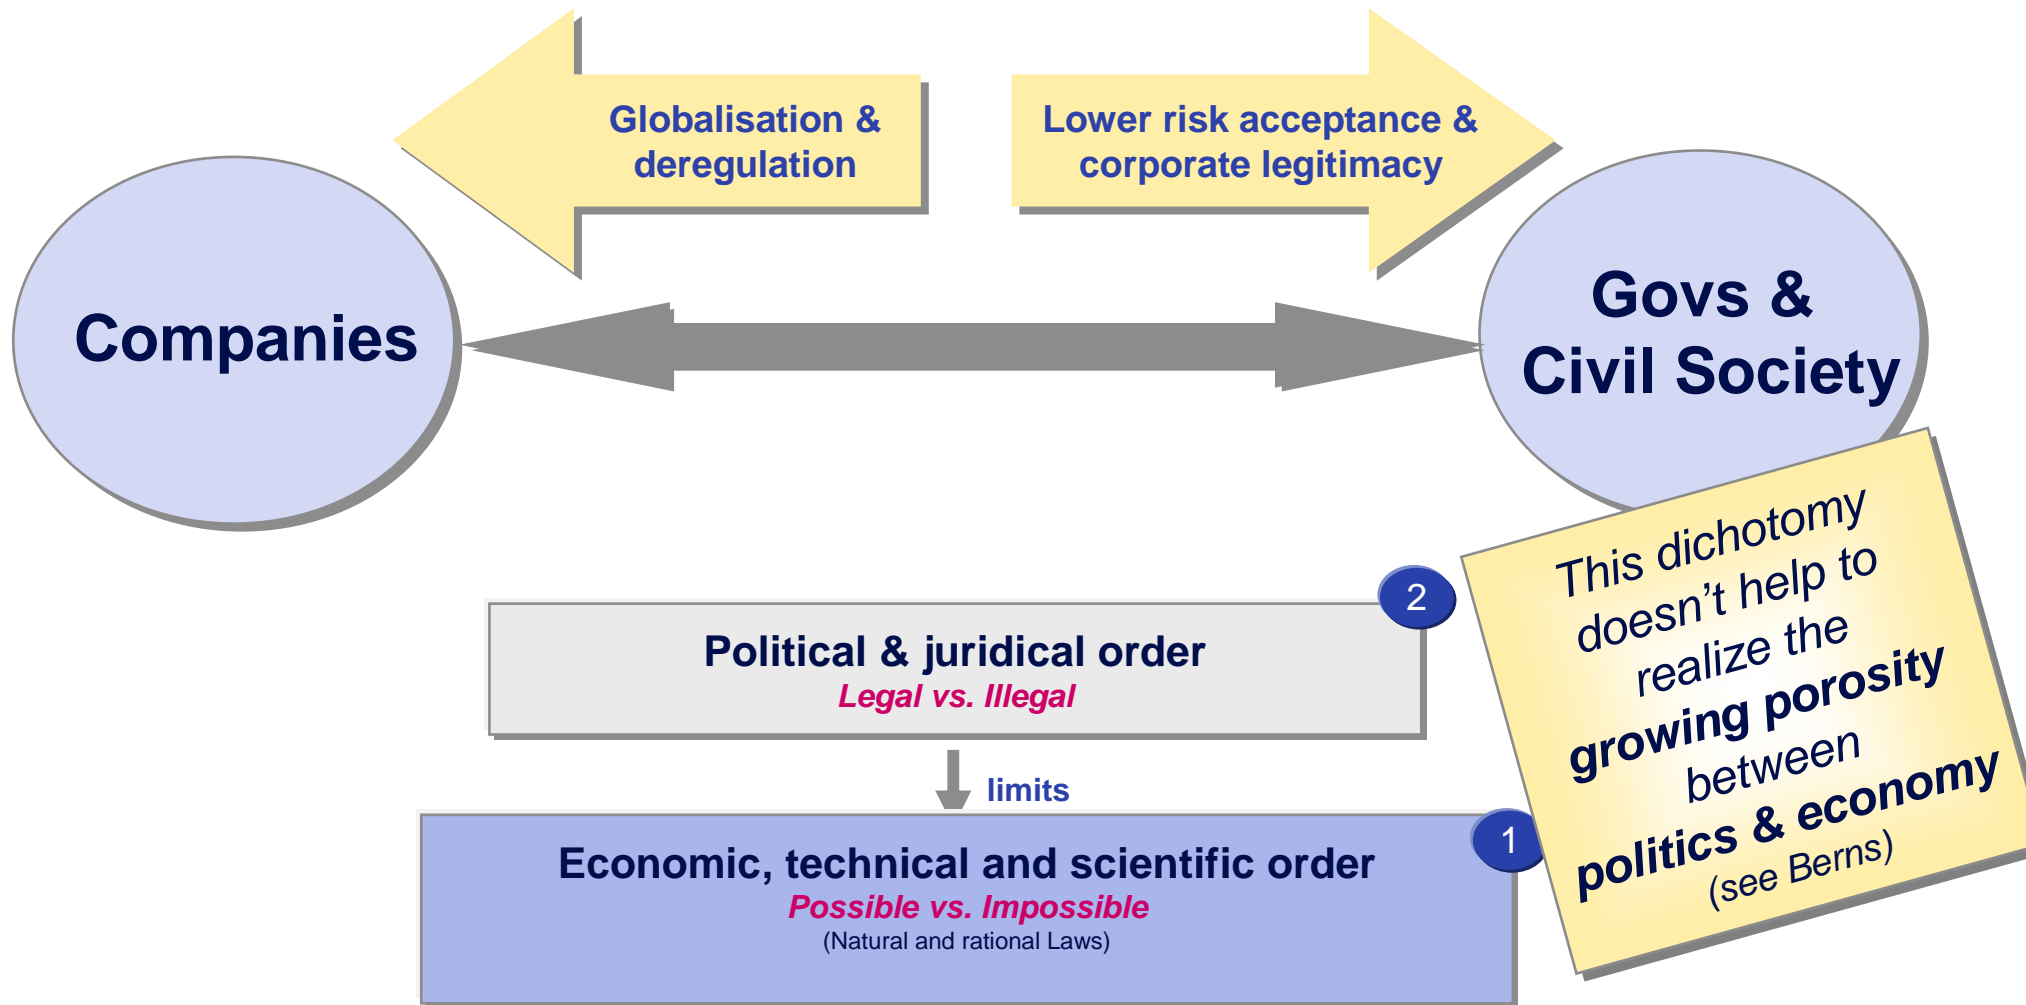 Globalisation &
deregulation
Lower risk acceptance &
corporate legitimacy
Companies
Govs &
Civil Society
2
Political & juridical order
Legal vs. Illegal
limits
1
Economic, technical and scientific order
Possible vs. Impossible
(Natural and rational Laws)
This dichotomy
doesn’t help to
realize the
growing porosity
between
politics & economy
(see Berns)